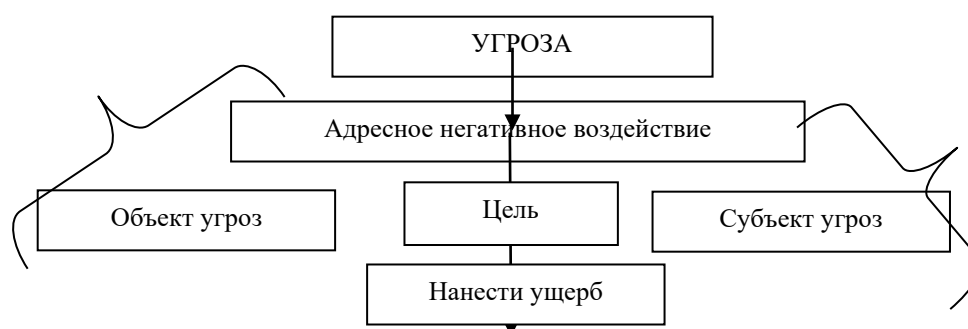 УГРОЗА
Адресное негативное воздействие
Объект угроз
Цель
Субъект угроз
Нанести ущерб